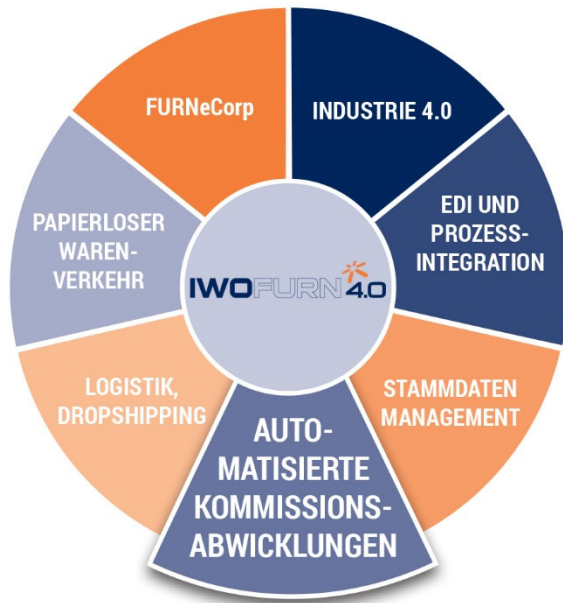 FURNeCorp
INDUSTRIE 4.0
EDI UND
PROZESS-
INTEGRATION
STAMMDATEN
MANAGEMENT
AUTO-
MATISIERTE
KOMMISSIONS-
ABWICKLUNGEN
LOGISTIK,
DROPSHIPPING
PAPIERLOSER
WAREN-
VERKEHR
IWOFURN 4.0